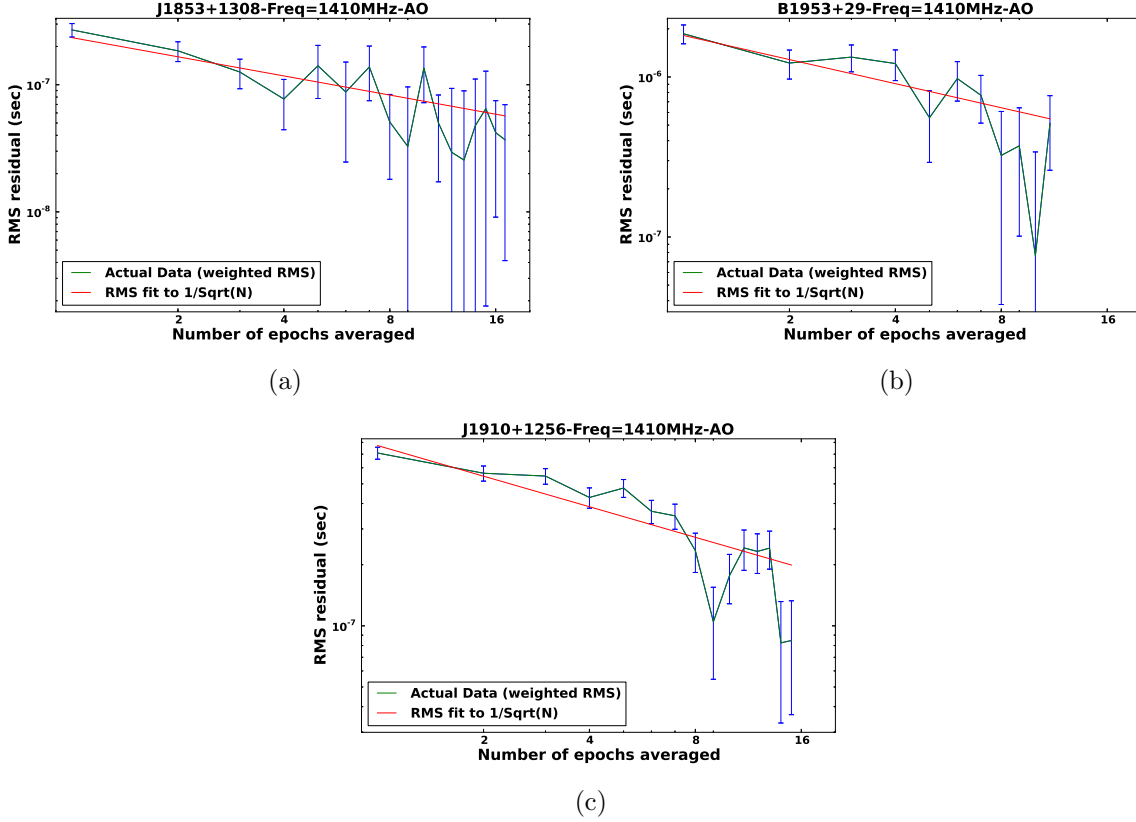 J1853+1308-Freq=1410MHz-AO
RMS residual (sec)
10-7
10-8
Actual Data (weighted RMS)
RMS fit to 1/Sqrt(N)
2 4 8 16
Number of epochs averaged
(a)
B1953+29-Freq=1410MHz-AO
RMS residual (sec)
10-6
10-7
Actual Data (weighted RMS)
RMS fit to 1/Sqrt(N)
2 4 8 16
Number of epochs averaged
(b)
J1910+1256-Freq=1410MHz-AO
RMS residual (sec)
10-7
Actual Data (weighted RMS)
RMS fit to 1/Sqrt(N)
2 4 8 16
Number of epochs averaged
(c)